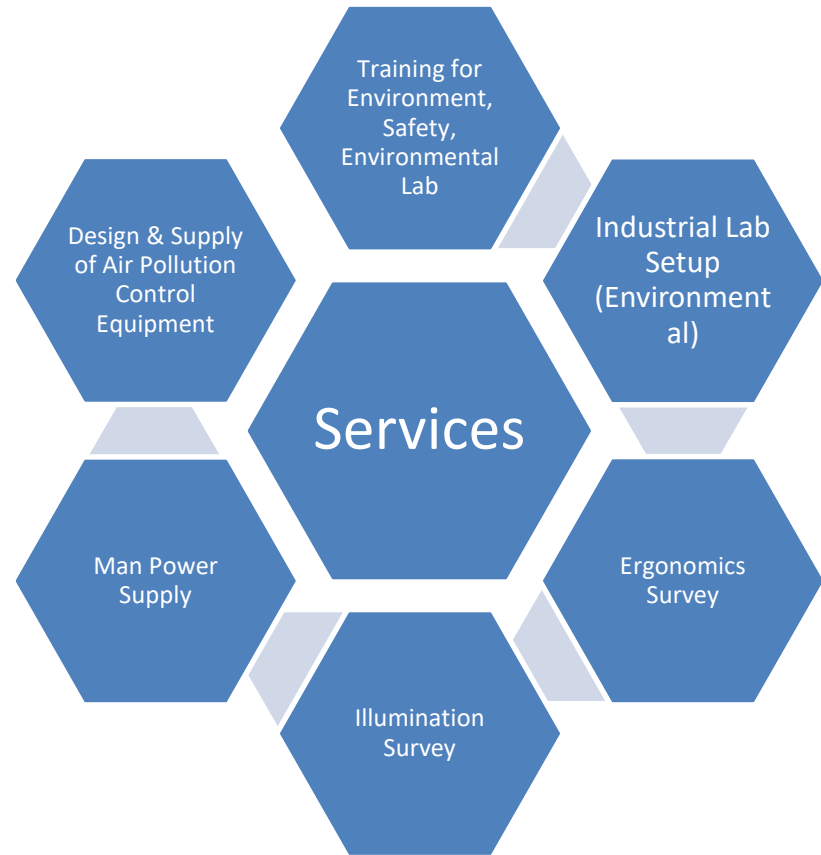 Training for
Environment,
Safety,
Environmental
Lab
Industrial Lab
Setup
(Environment
al)
Ergonomics
Survey
Illumination
Survey
Man Power
Supply
Design & Supply
of Air Pollution
Control
Equipment
Services